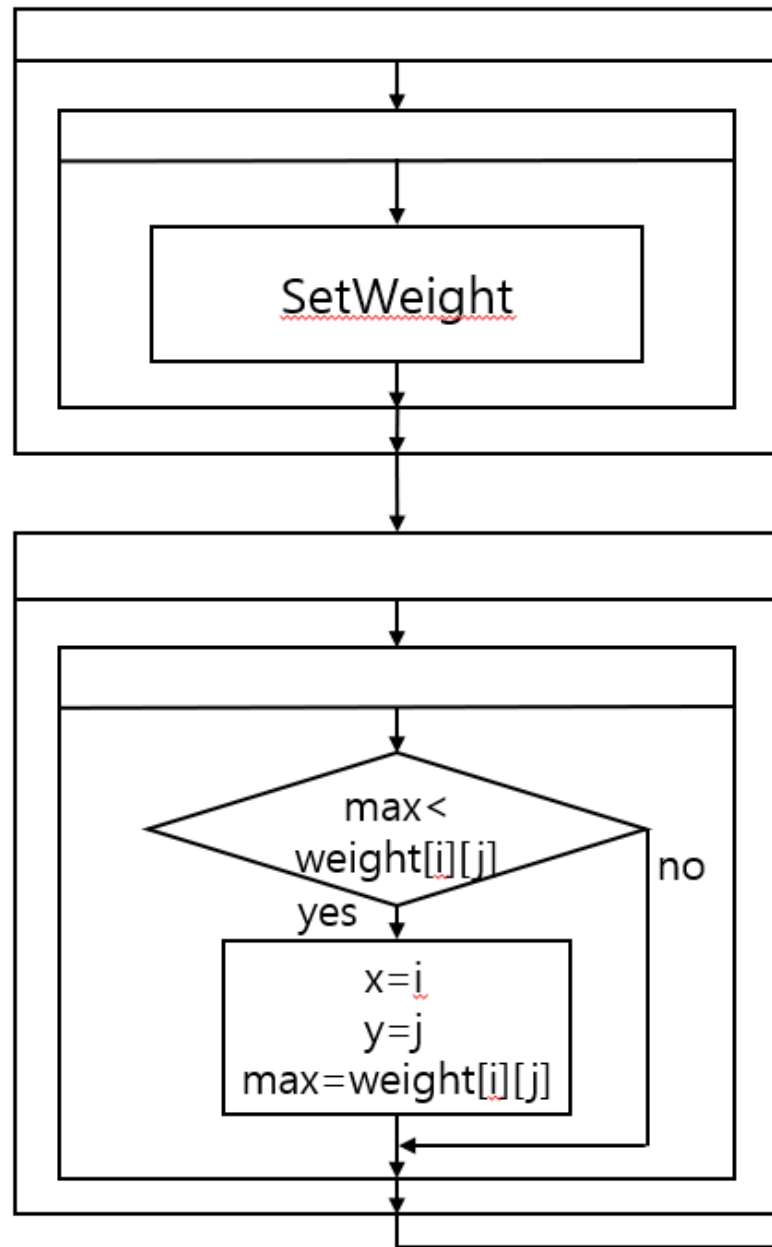 SetWeight
max<
weight[i][j]
no
yes
x=i
y=j
max=weight[i][j]